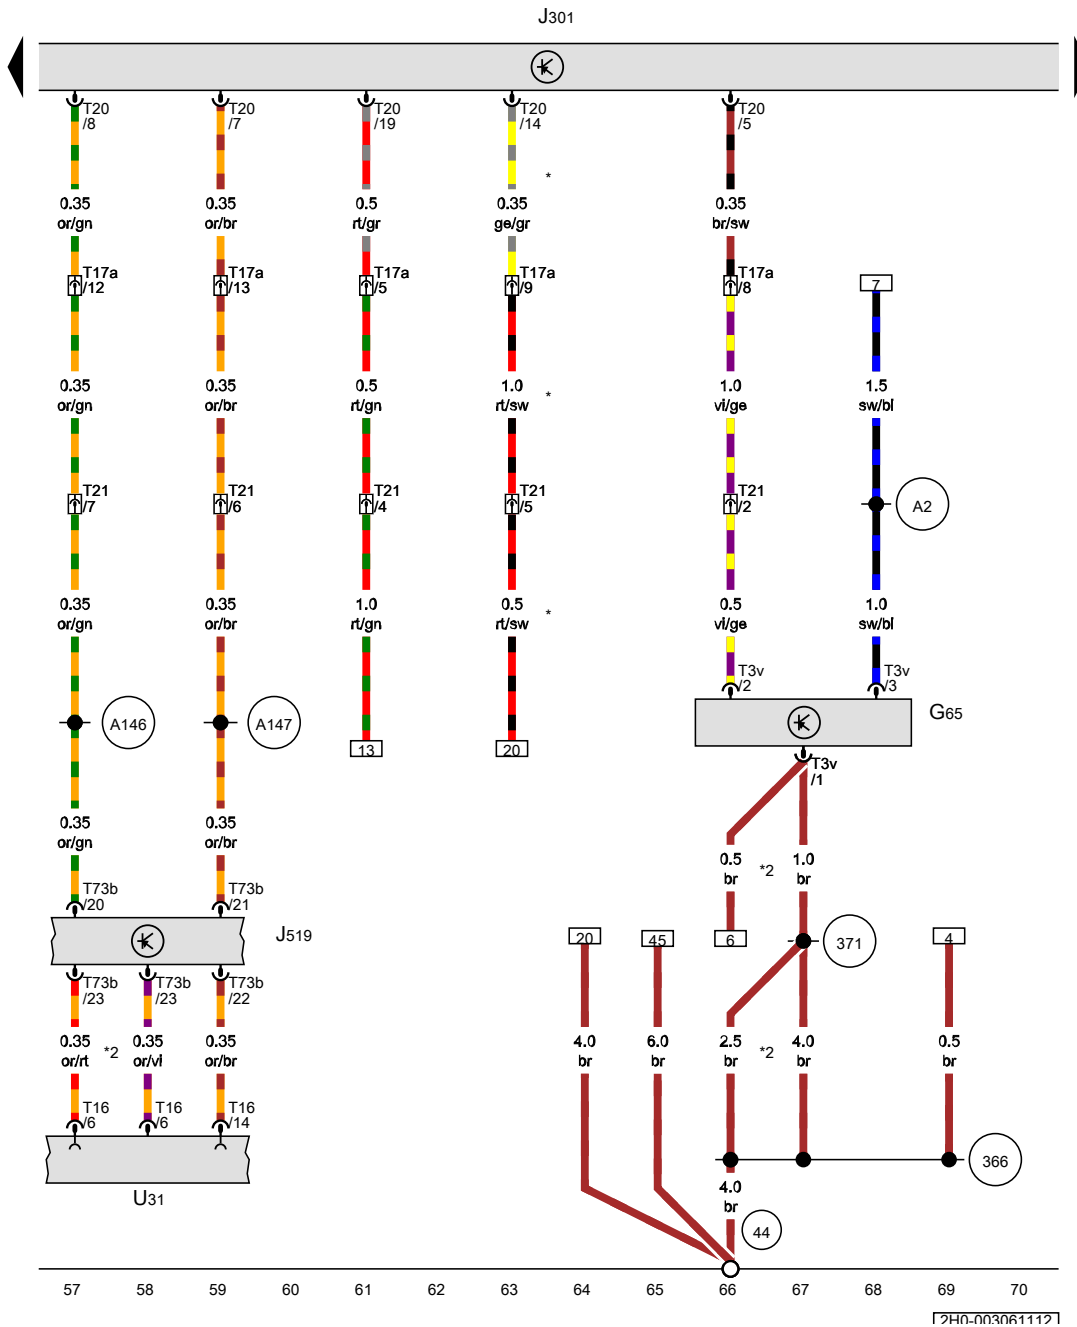 J301
T20 T20 T20 T20 T20
/8 /7 /19 /14 /5
*
0.35 0.35 0.5 0.35 0.35
or/gn or/br rt/gr ge/gr br/sw
T17a T17a T17a T17a T17a
/12 /13 /5 /9 /8 7
0.35 0.35 0.5 1.0 1.0 1.5
or/gn or/br rt/gn rt/sw * vi/ge sw/bl
T21 T21 T21 T21 T21
/7 /6 /4 /5 /2 A2
0.35 0.35 1.0 0.5 0.5 1.0
or/gn or/br rt/gn rt/sw * vi/ge sw/bl
T3v T3v
/2 /3
G65
A146 A147
13 20
T3v
/1
0.35 0.35
or/gn or/br
0.5 *2 1.0
br br
T73b T73b
/20 /21
J519
20 45 6 371 4
T73b T73b T73b
/23 /23 /22
0.35 *2 0.35 0.35 4.0 6.0 2.5 *2 4.0 0.5
or/rt or/vi or/br br br br br br
T16 T16 T16
/6 /6 /14
366
U31
4.0
br
44
57 58 59 60 61 62 63 64 65 66 67 68 69 70
2H0-003061112